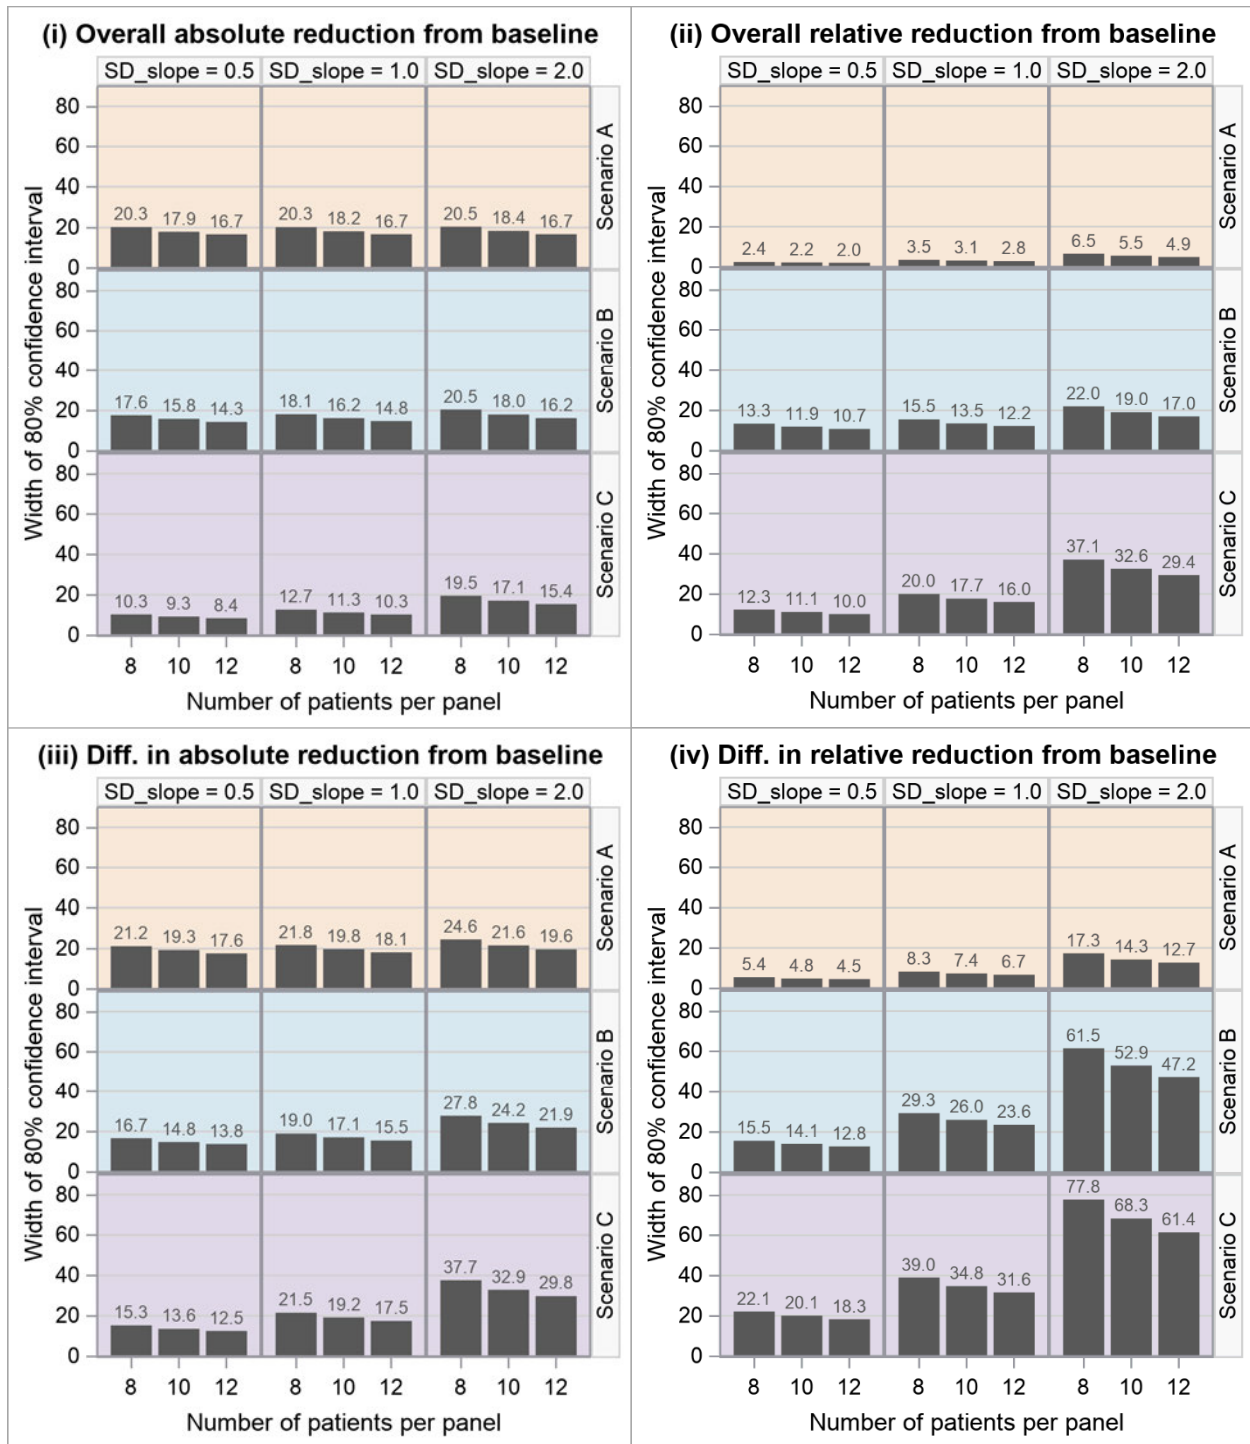 (i) Overall absolute reduction from baseline
SD_slope = 0.5 SD_slope = 1.0 SD_slope = 2.0
Width of 80% confidence interval
80
60
40
20
0
20.3 17.9 16.7 20.3 18.2 16.7 20.5 18.4 16.7
Scenario A
80
60
40
20
0
17.6 15.8 14.3 18.1 16.2 14.8 20.5 18.0 16.2
Scenario B
80
60
40
20
0
10.3 9.3 8.4 12.7 11.3 10.3 19.5 17.1 15.4
Scenario C
8 10 12 8 10 12 8 10 12
Number of patients per panel
(ii) Overall relative reduction from baseline
SD_slope = 0.5 SD_slope = 1.0 SD_slope = 2.0
Width of 80% confidence interval
80
60
40
20
0
2.4 2.2 2.0 3.5 3.1 2.8 6.5 5.5 4.9
Scenario A
80
60
40
20
0
13.3 11.9 10.7 15.5 13.5 12.2 22.0 19.0 17.0
Scenario B
80
60
40
20
0
12.3 11.1 10.0 20.0 17.7 16.0 37.1 32.6 29.4
Scenario C
8 10 12 8 10 12 8 10 12
Number of patients per panel
(iii) Diff. in absolute reduction from baseline
SD_slope = 0.5 SD_slope = 1.0 SD_slope = 2.0
Width of 80% confidence interval
80
60
40
20
0
21.2 19.3 17.6 21.8 19.8 18.1 24.6 21.6 19.6
Scenario A
80
60
40
20
0
16.7 14.8 13.8 19.0 17.1 15.5 27.8 24.2 21.9
Scenario B
80
60
40
20
0
15.3 13.6 12.5 21.5 19.2 17.5 37.7 32.9 29.8
Scenario C
8 10 12 8 10 12 8 10 12
Number of patients per panel
(iv) Diff. in relative reduction from baseline
SD_slope = 0.5 SD_slope = 1.0 SD_slope = 2.0
Width of 80% confidence interval
80
60
40
20
0
5.4 4.8 4.5 8.3 7.4 6.7 17.3 14.3 12.7
Scenario A
80
60
40
20
0
15.5 14.1 12.8 29.3 26.0 23.6 61.5 52.9 47.2
Scenario B
80
60
40
20
0
22.1 20.1 18.3 39.0 34.8 31.6 77.8 68.3 61.4
Scenario C
8 10 12 8 10 12 8 10 12
Number of patients per panel